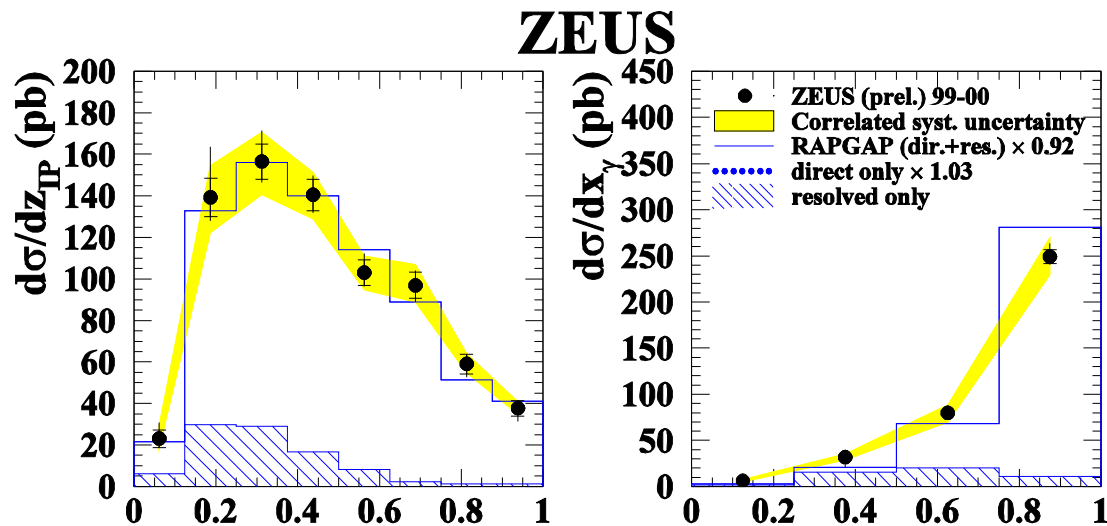 ZEUS
dσ/dz_IP (pb)
200
180
160
140
120
100
80
60
40
20
0
0 0.2 0.4 0.6 0.8 1
dσ/dx_γ (pb)
450
400
350
300
250
200
150
100
50
0
0 0.2 0.4 0.6 0.8 1
ZEUS (prel.) 99-00
Correlated syst. uncertainty
RAPGAP (dir.+res.) × 0.92
direct only × 1.03
resolved only